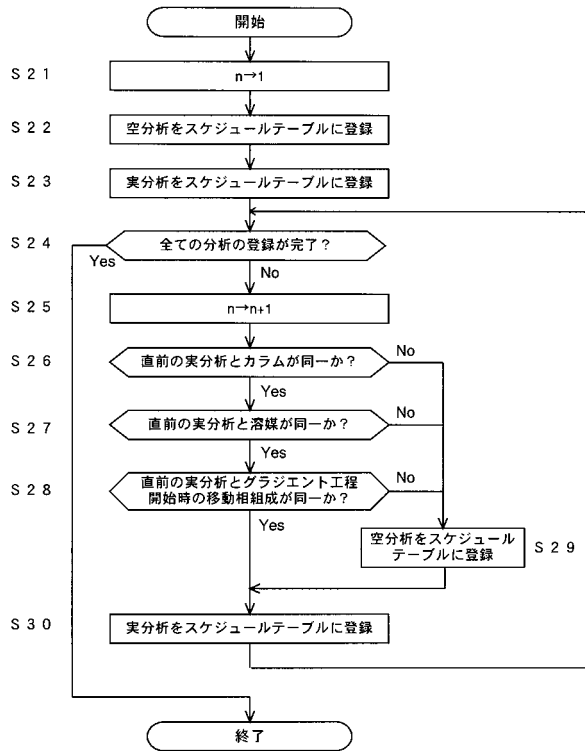 開始
S21
n→1
S22
空分析をスケジュールテーブルに登録
S23
実分析をスケジュールテーブルに登録
S24
全ての分析の登録が完了？
Yes
No
S25
n→n+1
S26
直前の実分析とカラムが同一か？
No
Yes
S27
直前の実分析と溶媒が同一か？
No
Yes
S28
直前の実分析とグラジエント工程
開始時の移動相組成が同一か？
No
Yes
空分析をスケジュール
テーブルに登録
S29
S30
実分析をスケジュールテーブルに登録
終了